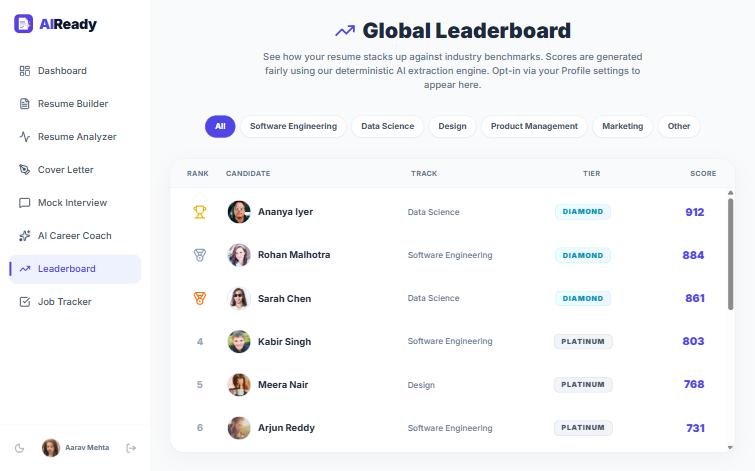 AIReady
Dashboard
Resume Builder
Resume Analyzer
Cover Letter
Mock Interview
AI Career Coach
Leaderboard
Job Tracker
Aarav Mehta
Global Leaderboard
See how your resume stacks up against industry benchmarks. Scores are generated
fairly using our deterministic AI extraction engine. Opt-in via your Profile settings to
appear here.
All Software Engineering Data Science Design Product Management Marketing Other
RANK CANDIDATE TRACK TIER SCORE
Ananya Iyer Data Science DIAMOND 912
Rohan Malhotra Software Engineering DIAMOND 884
Sarah Chen Data Science DIAMOND 861
4 Kabir Singh Software Engineering PLATINUM 803
5 Meera Nair Design PLATINUM 768
6 Arjun Reddy Software Engineering PLATINUM 731